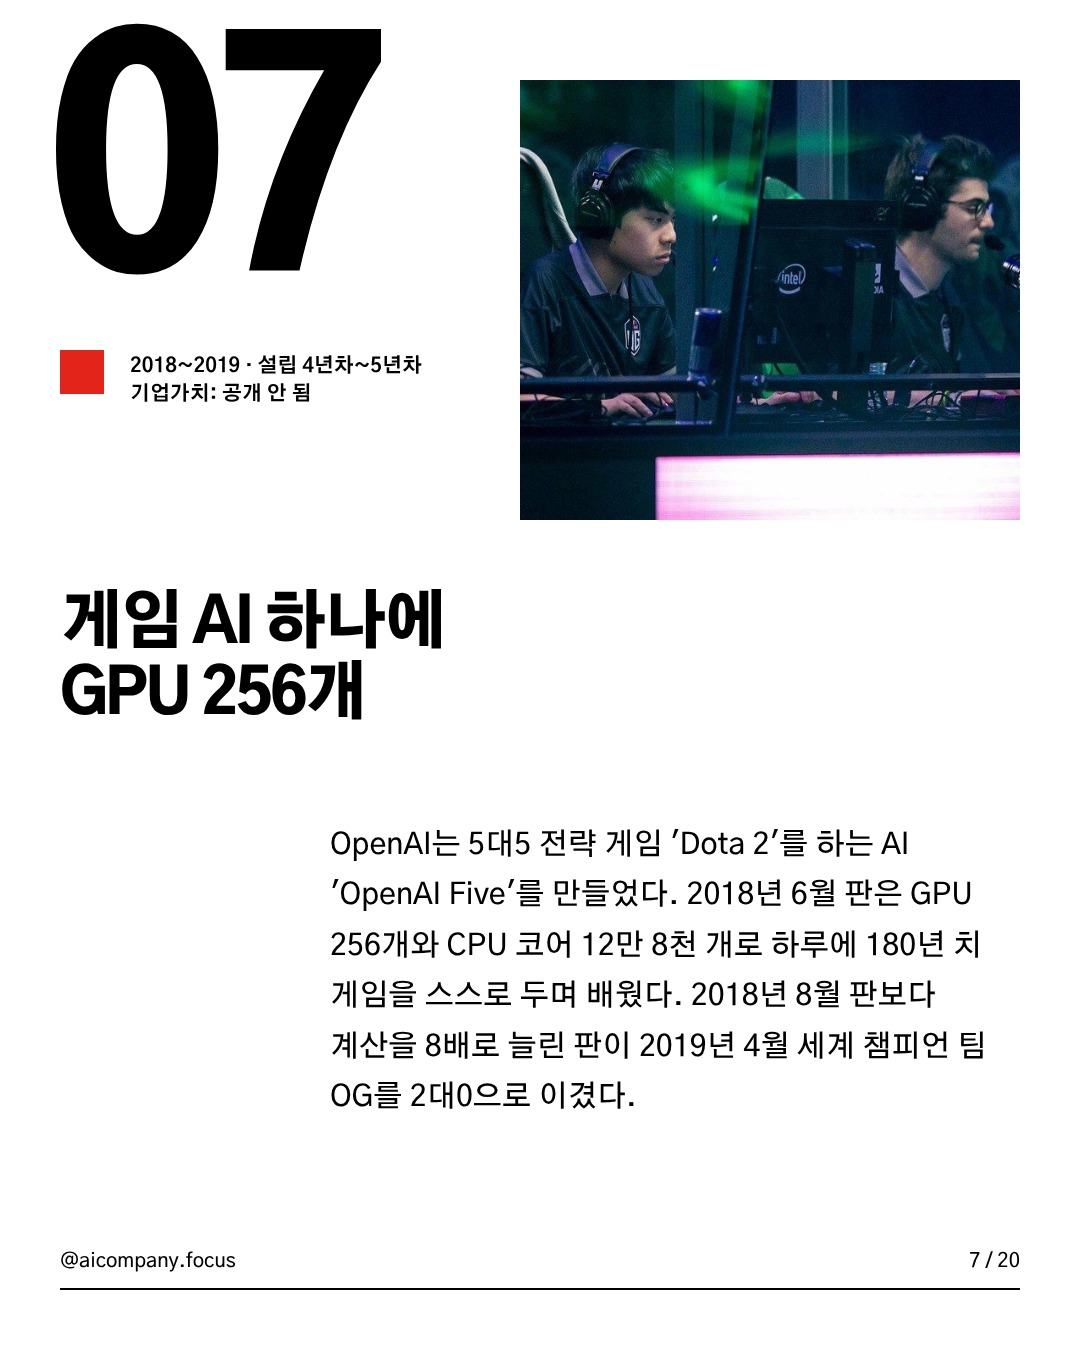 07
2018~2019 · 설립 4년차~5년차
기업가치: 공개 안 됨
intel
OG
게임 AI 하나에
GPU 256개
OpenAI는 5대5 전략 게임 'Dota 2'를 하는 AI
'OpenAI Five'를 만들었다. 2018년 6월 판은 GPU
256개와 CPU 코어 12만 8천 개로 하루에 180년 치
게임을 스스로 두며 배웠다. 2018년 8월 판보다
계산을 8배로 늘린 판이 2019년 4월 세계 챔피언 팀
OG를 2대0으로 이겼다.
@aicompany.focus
7 / 20